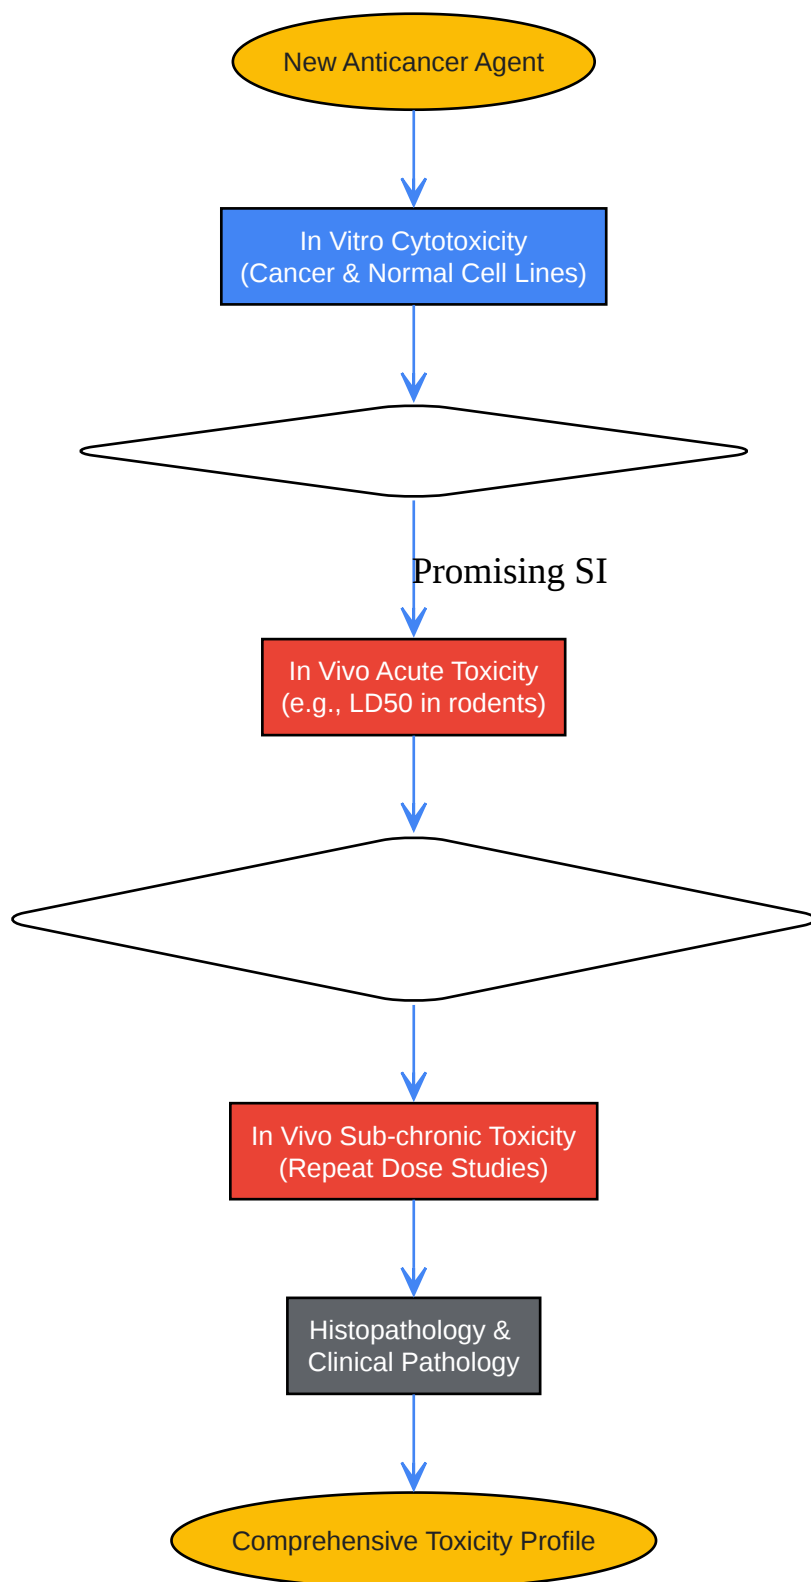 New Anticancer Agent
In Vitro Cytotoxicity
(Cancer & Normal Cell Lines)
Promising SI
In Vivo Acute Toxicity
(e.g., LD50 in rodents)
In Vivo Sub-chronic Toxicity
(Repeat Dose Studies)
Histopathology &
Clinical Pathology
Comprehensive Toxicity Profile